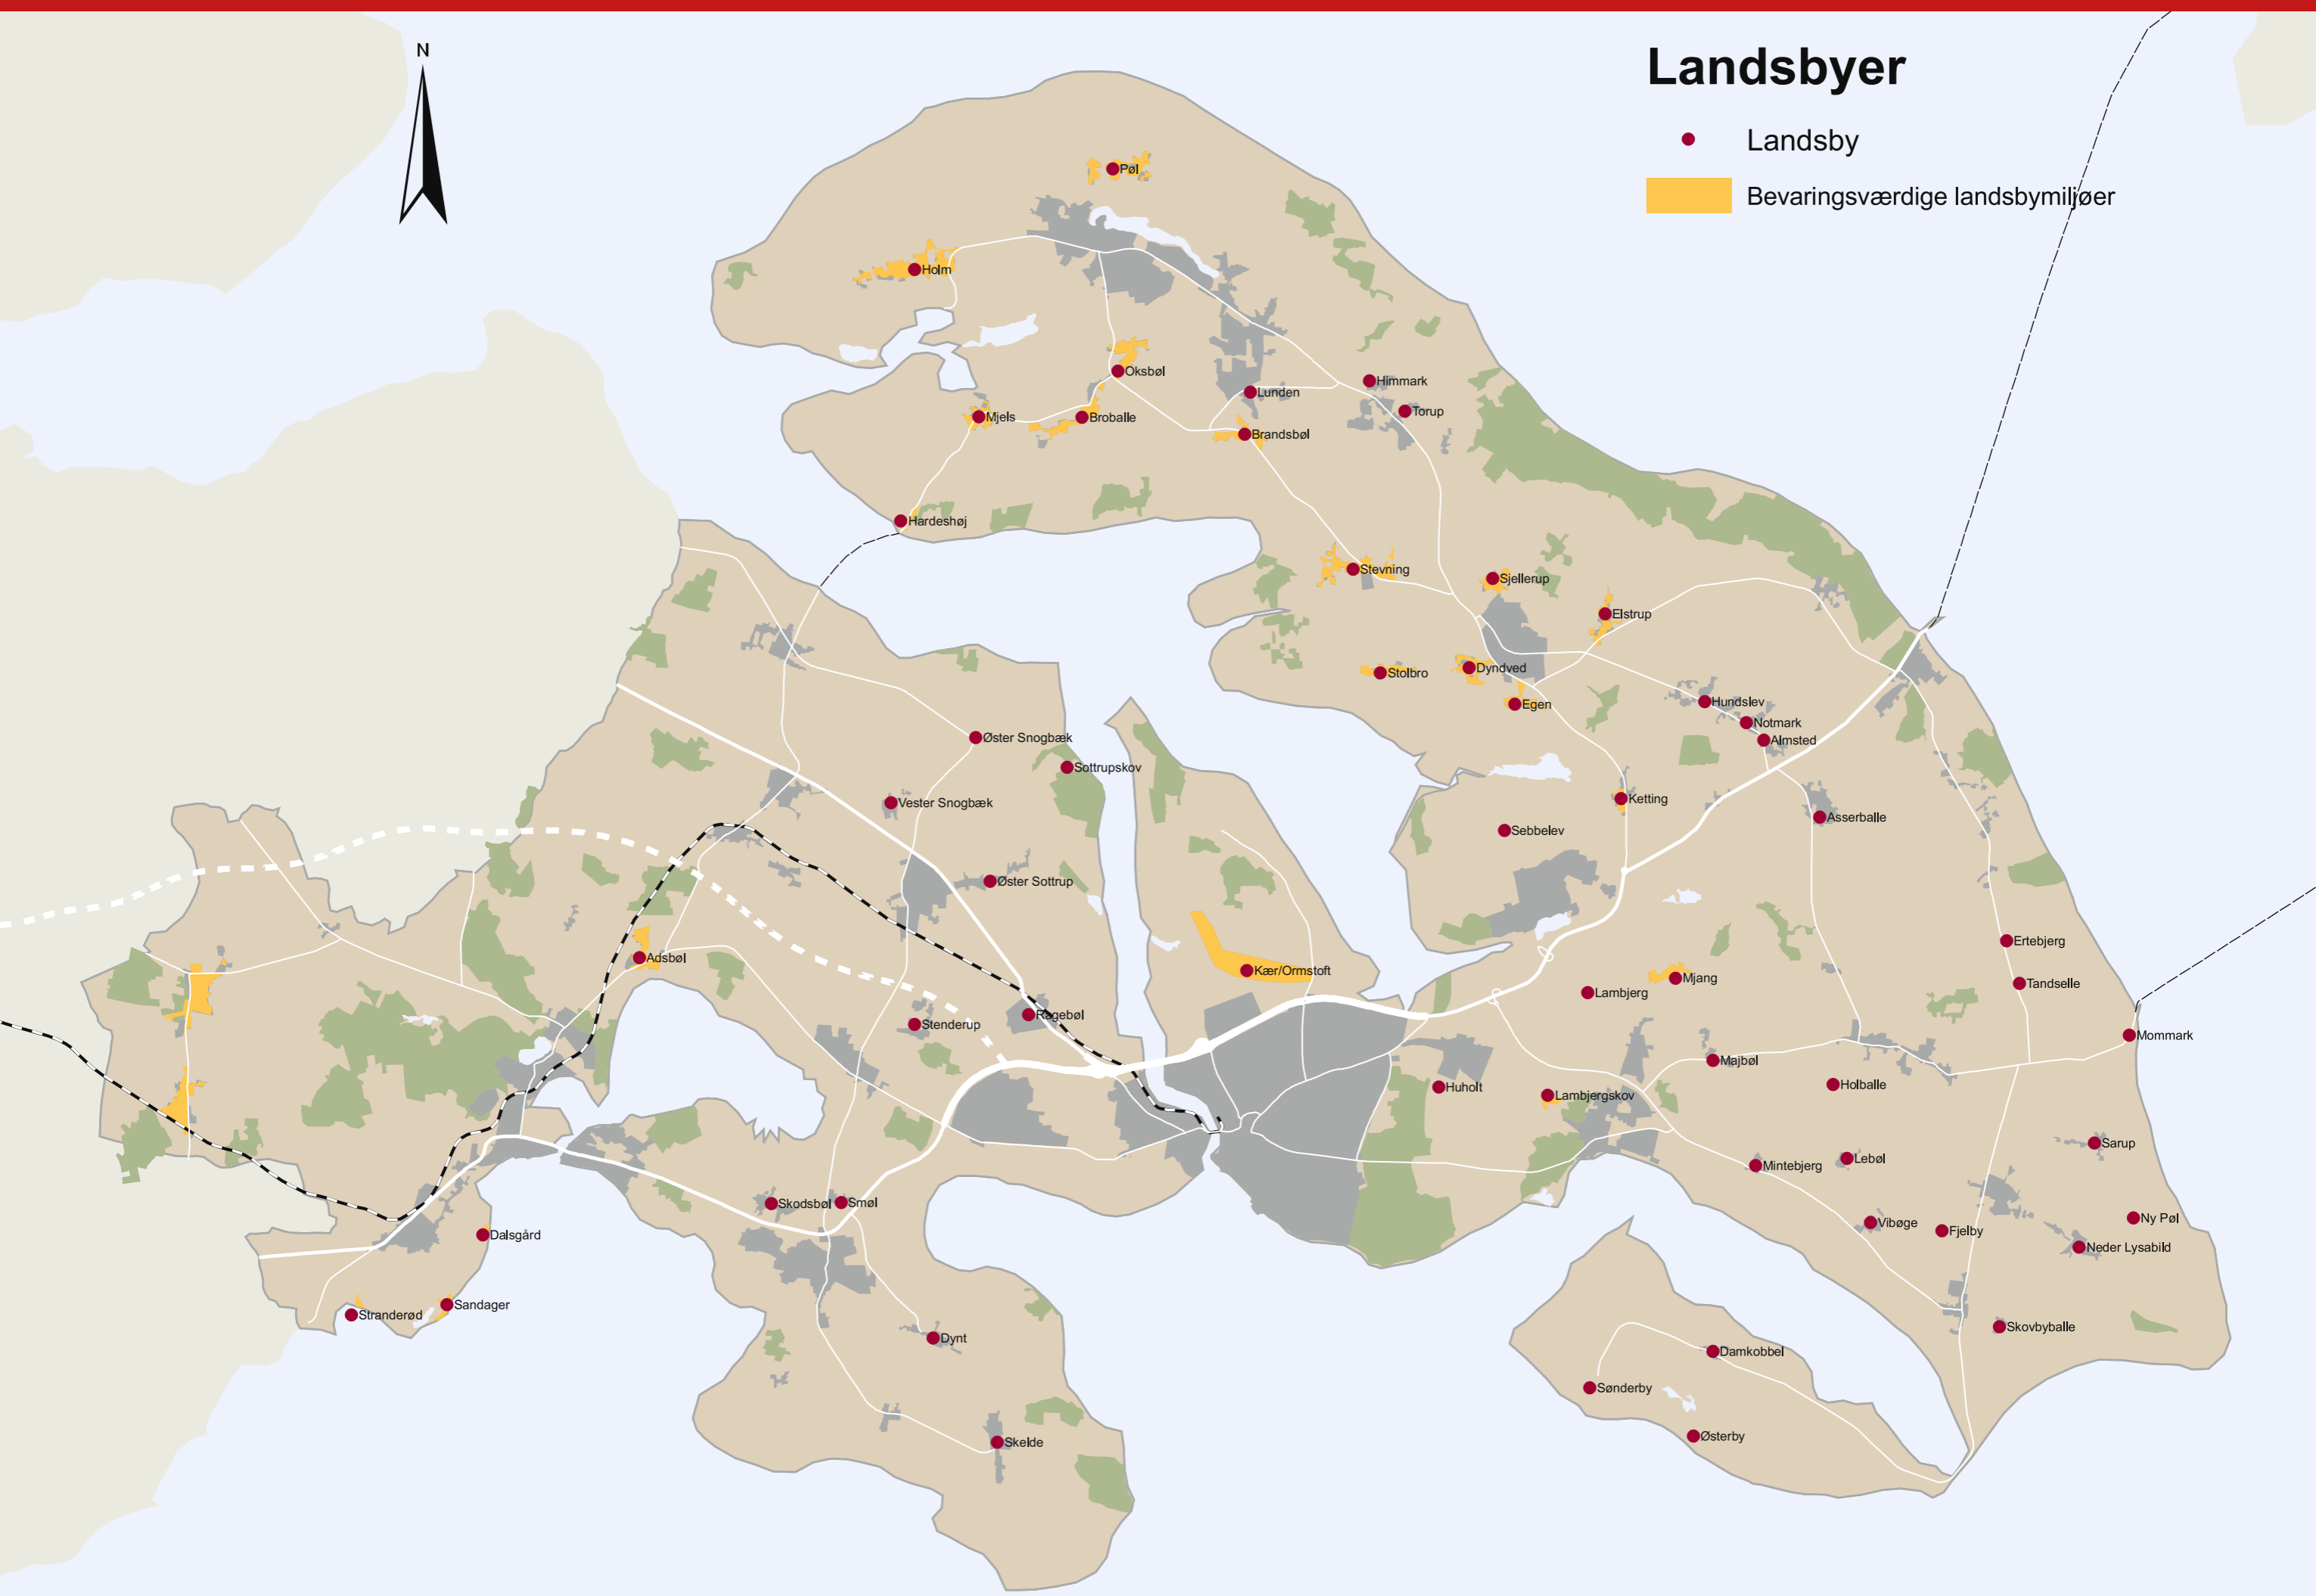 N
Landsbyer
Landsby
Bevaringsværdige landsbymiljøer
Pøl
Holm
Oksbøl
Himmark
Lunden
Torup
Mjels
Broballe
Brandsbøl
Hardeshøj
Stevning
Sjellerup
Elstrup
Dyndved
Stolbro
Egen
Hundslev
Notmark
Almsted
Øster Snogbæk
Sottrupskov
Vester Snogbæk
Ketting
Asserballe
Sebbelev
Øster Sottrup
Ertebjerg
Adsbøl
Kær/Ormstoft
Mjang
Tandselle
Lambjerg
Ragebøl
Stenderup
Mommark
Majbøl
Holballe
Huholt
Lambjergskov
Sarup
Lebøl
Mintebjerg
Skodsbøl
Smøl
Ny Pøl
Vibøge
Fjelby
Dalsgård
Neder Lysabild
Sandager
Stranderød
Skovbyballe
Dynt
Damkobbel
Sønderby
Østerby
Skelde